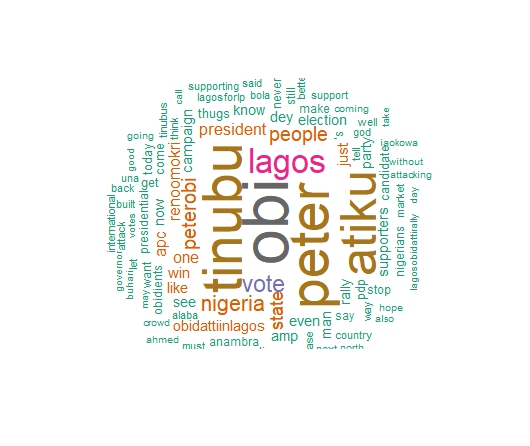 supporting said
call
never
still
bette
support
lagosforlp bola
make coming
tinubus
thugs know
dey election
well
take
president people
think
campaign
's
god
going
come
lagos
just
tell
party
jaokowa
good
today
renoomokri
without
una
get
tinubu
obi
peter
atiku
candidate
attacking
back
now
peterobi
supporters
market
day
built
votes
presidential
apc
one
nigerians
lagosobidattirally
international
attack
let
want
win
vote
rally
pdp
stop
governor
buhari
may
obidients
like
see
nigeria
state
man
say
way
hope
also
crowd
alaba
obidattiinlagos
even
country
ahmed
must
anambra
amp
north